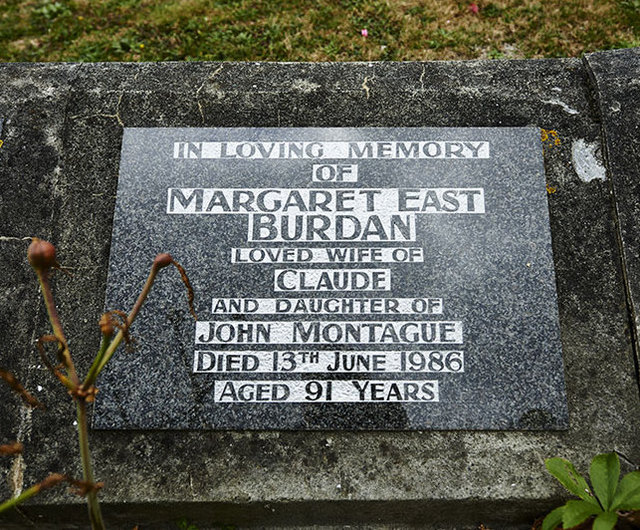 IN LOVING MEMORY
OF
MARGARET EAST
BURDAN
LOVED WIFE OF
CLAUDE
AND DAUGHTER OF
JOHN MONTAGUE
DIED 13TH JUNE 1986
AGED 91 YEARS